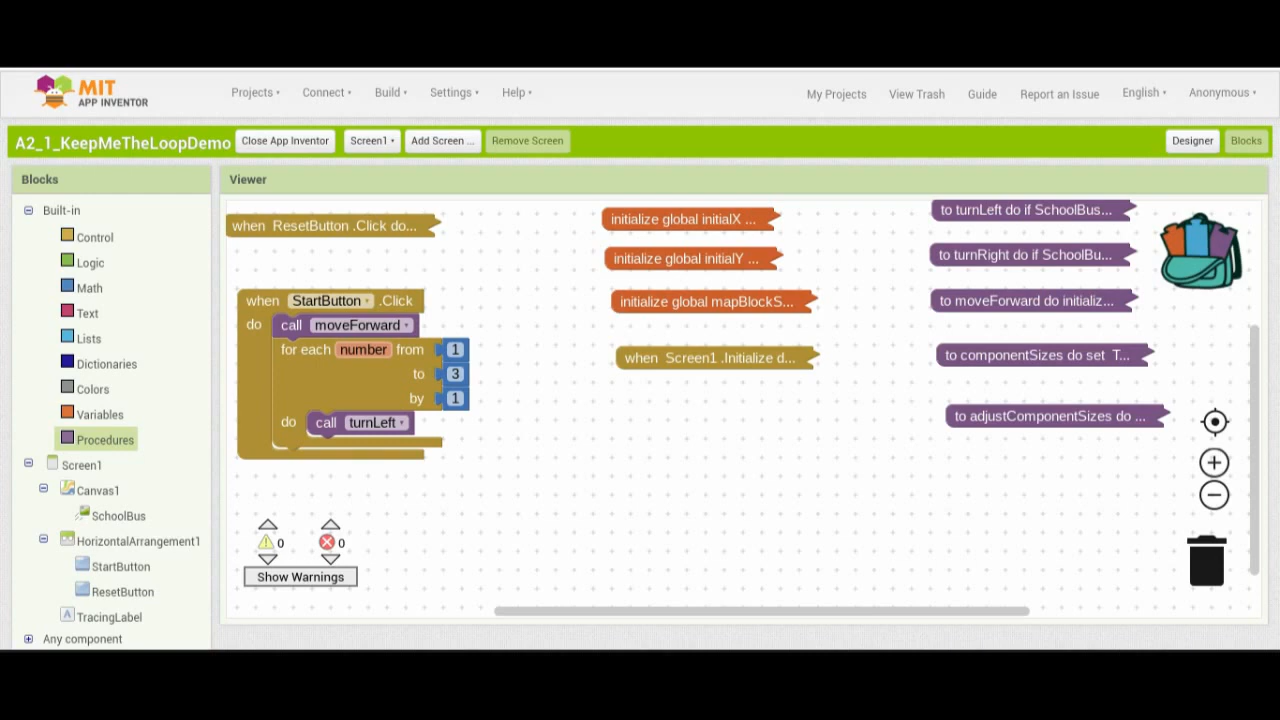 MIT
APP INVENTOR
Projects
Connect
Build
Settings
Help
My Projects
View Trash
Guide
Report an Issue
English
Anonymous
A2_1_KeepMeTheLoopDemo
Close App Inventor
Screen1
Add Screen ...
Remove Screen
Designer
Blocks
Blocks
Built-in
Control
Logic
Math
Text
Lists
Dictionaries
Colors
Variables
Procedures
Screen1
Canvas1
SchoolBus
HorizontalArrangement1
StartButton
ResetButton
TracingLabel
Any component
Viewer
when ResetButton .Click do...
when StartButton .Click
do call moveForward
for each number from 1
to 3
by 1
do call turnLeft
initialize global initialX ...
initialize global initialY ...
initialize global mapBlockS...
when Screen1 .Initialize d...
to turnLeft do if SchoolBus...
to turnRight do if SchoolBu...
to moveForward do initializ...
to componentSizes do set T...
to adjustComponentSizes do ...
0 0
Show Warnings